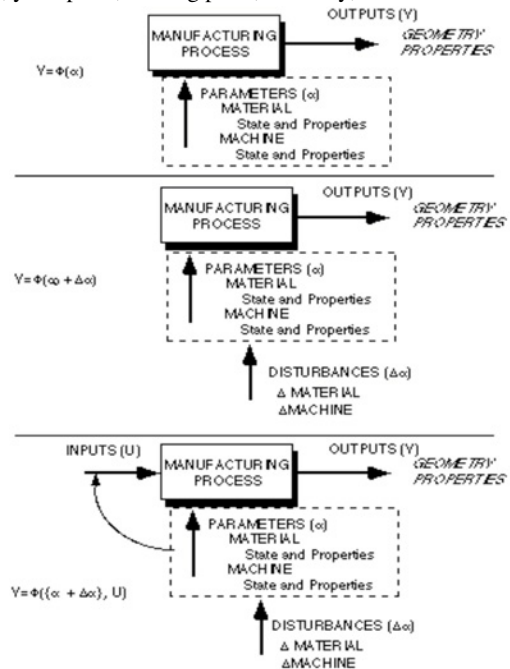 OUTPUTS (Y)
MANUFACTURING
PROCESS
GEOMETRY
PROPERTIES
Y=Φ(α)
PARAMETERS (α)
MATERIAL
State and Properties
MACHINE
State and Properties
OUTPUTS (Y)
MANUFACTURING
PROCESS
GEOMETRY
PROPERTIES
Y=Φ(α + Δα)
PARAMETERS (α)
MATERIAL
State and Properties
MACHINE
State and Properties
DISTURBANCES (Δα)
Δ MATERIAL
ΔMACHINE
INPUTS (U)
OUTPUTS (Y)
MANUFACTURING
PROCESS
GEOMETRY
PROPERTIES
PARAMETERS (α)
MATERIAL
State and Properties
MACHINE
State and Properties
Y=Φ({α + Δα}, U)
DISTURBANCES (Δα)
Δ MATERIAL
ΔMACHINE